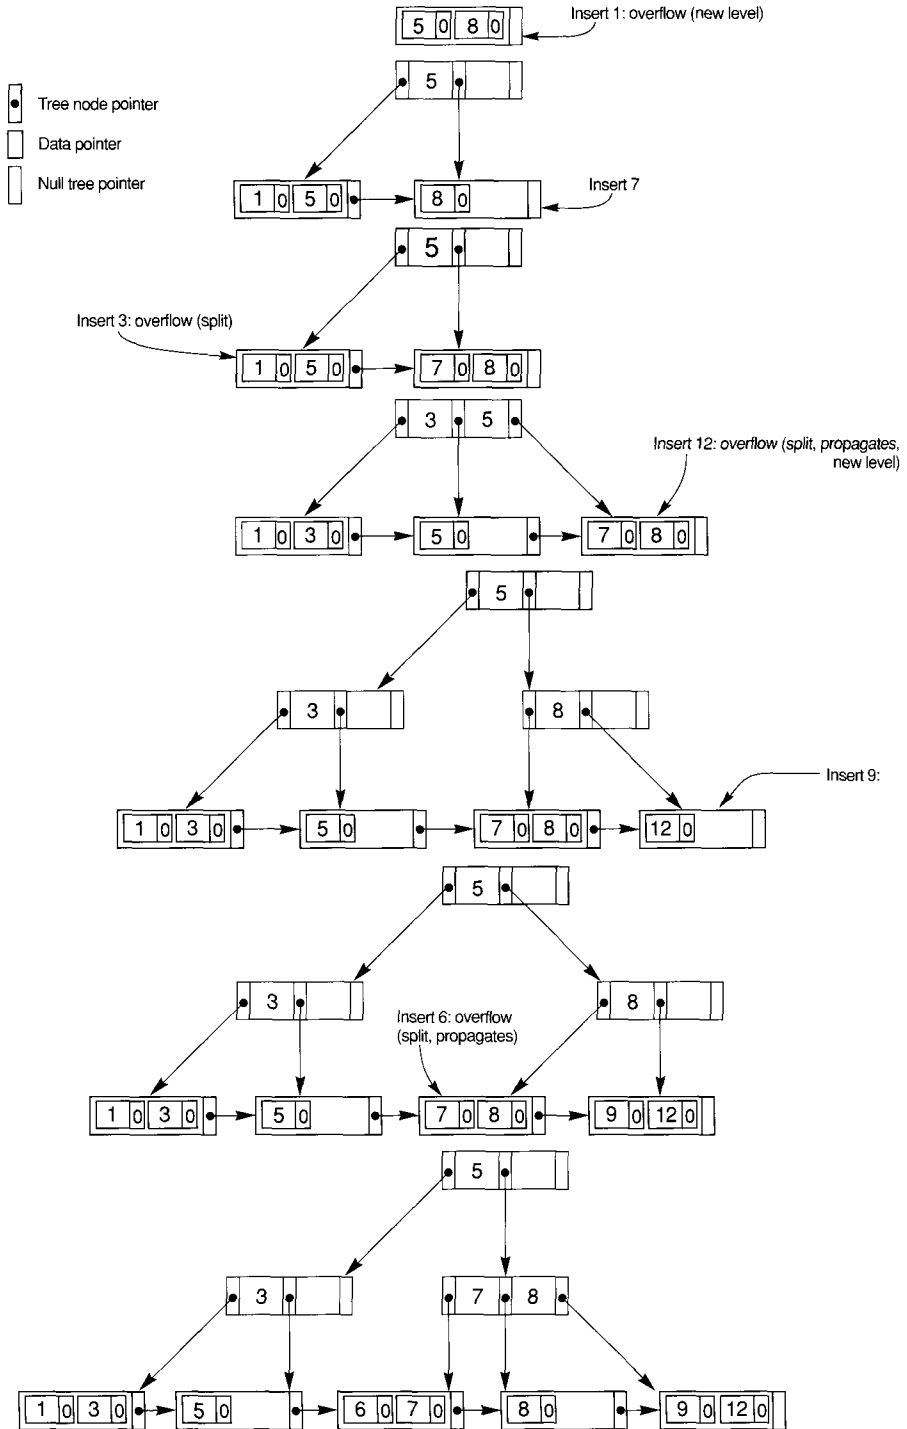 5 0 8 0
Insert 1: overflow (new level)
5
Tree node pointer
Data pointer
Null tree pointer
1 0 5 0 8 0
Insert 7
5
Insert 3: overflow (split)
1 0 5 0 7 0 8 0
3 5
Insert 12: overflow (split, propagates,
new level)
1 0 3 0 5 0 7 0 8 0
5
3 8
Insert 9:
1 0 3 0 5 0 7 0 8 0 12 0
5
3 8
Insert 6: overflow
(split, propagates)
1 0 3 0 5 0 7 0 8 0 9 0 12 0
5
3 7 8
1 0 3 0 5 0 6 0 7 0 8 0 9 0 12 0